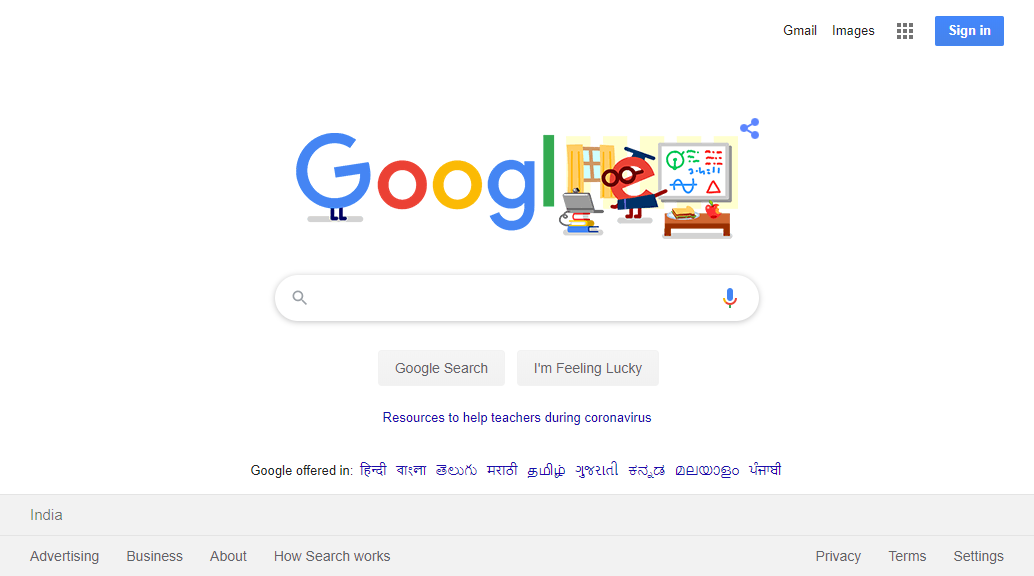 Gmail Images Sign in
Google
Google Search I'm Feeling Lucky
Resources to help teachers during coronavirus
Google offered in: हिन्दी বাংলা తెలుగు मराठी தமிழ் ગુજરાતી ಕನ್ನಡ മലയാളം ਪੰਜਾਬੀ
India
Advertising Business About How Search works Privacy Terms Settings